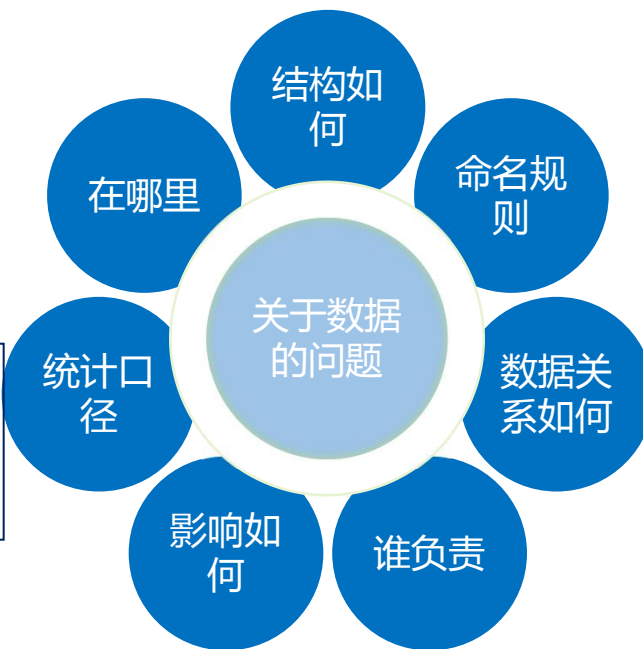 结构如
何
命名规
则
数据关
系如何
谁负责
影响如
何
统计口
径
在哪里
关于数据
的问题